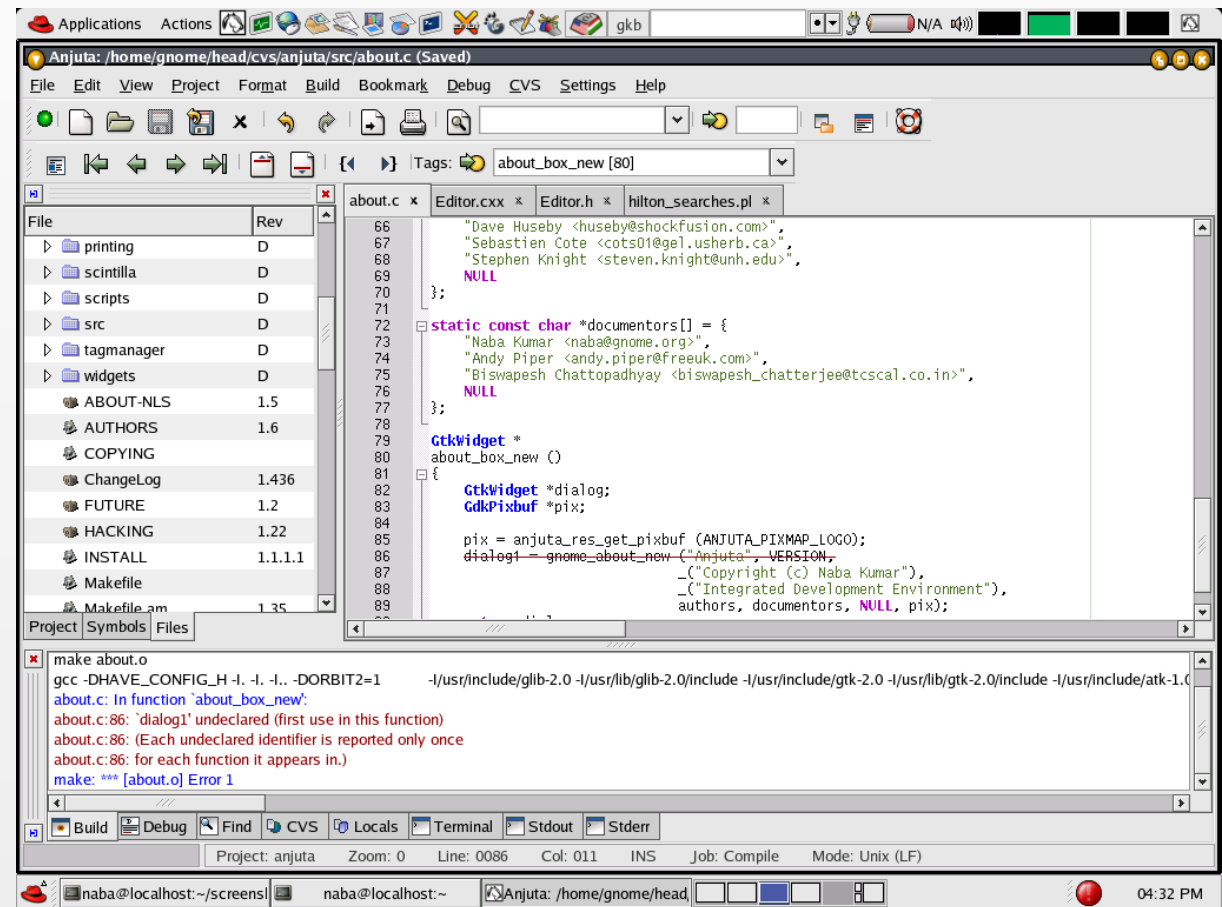 Applications Actions gkb N/A
Anjuta: /home/gnome/head/cvs/anjuta/src/about.c (Saved)
File Edit View Project Format Build Bookmark Debug CVS Settings Help
Tags: about_box_new [80]
about.c Editor.cxx Editor.h hilton_searches.pl
File Rev
printing D
scintilla D
scripts D
src D
tagmanager D
widgets D
ABOUT-NLS 1.5
AUTHORS 1.6
COPYING
ChangeLog 1.436
FUTURE 1.2
HACKING 1.22
INSTALL 1.1.1.1
Makefile
Makefile.am 1.35
Project Symbols Files
66 "Dave Huseby <huseby@shockfusion.com>",
67 "Sebastien Cote <cots01@gel.usherb.ca>",
68 "Stephen Knight <steven.knight@unh.edu>",
69 NULL
70 };
71
72 static const char *documentors[] = {
73 "Naba Kumar <naba@gnome.org>",
74 "Andy Piper <andy.piper@freeuk.com>",
75 "Biswapesh Chattopadhyay <biswapesh_chatterjee@tcscal.co.in>",
76 NULL
77 };
78
79 GtkWidget *
80 about_box_new ()
81 {
82 GtkWidget *dialog;
83 GdkPixbuf *pix;
84
85 pix = anjuta_res_get_pixbuf (ANJUTA_PIXMAP_LOGO);
86 dialog1 = gnome_about_new ("Anjuta", VERSION,
87 _("Copyright (c) Naba Kumar"),
88 _("Integrated Development Environment"),
89 authors, documentors, NULL, pix);
make about.o
gcc -DHAVE_CONFIG_H -I. -I. -I.. -DORBIT2=1 -I/usr/include/glib-2.0 -I/usr/lib/glib-2.0/include -I/usr/include/gtk-2.0 -I/usr/lib/gtk-2.0/include -I/usr/include/atk-1.0
about.c: In function `about_box_new':
about.c:86: `dialog1' undeclared (first use in this function)
about.c:86: (Each undeclared identifier is reported only once
about.c:86: for each function it appears in.)
make: *** [about.o] Error 1
Build Debug Find CVS Locals Terminal Stdout Stderr
Project: anjuta Zoom: 0 Line: 0086 Col: 011 INS Job: Compile Mode: Unix (LF)
naba@localhost:~/screensl naba@localhost:~ Anjuta: /home/gnome/head, 04:32 PM